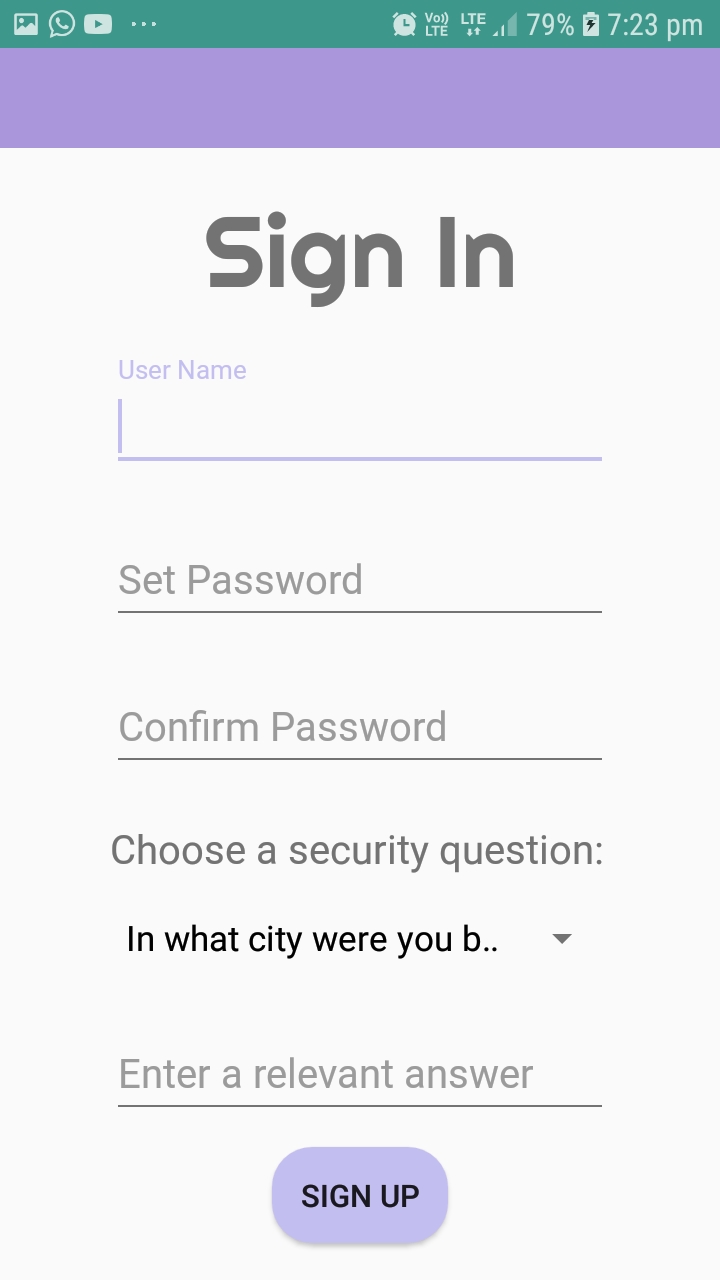 Vo)) LTE LTE 79% 7:23 pm
Sign In
User Name
Set Password
Confirm Password
Choose a security question:
In what city were you b..
Enter a relevant answer
SIGN UP